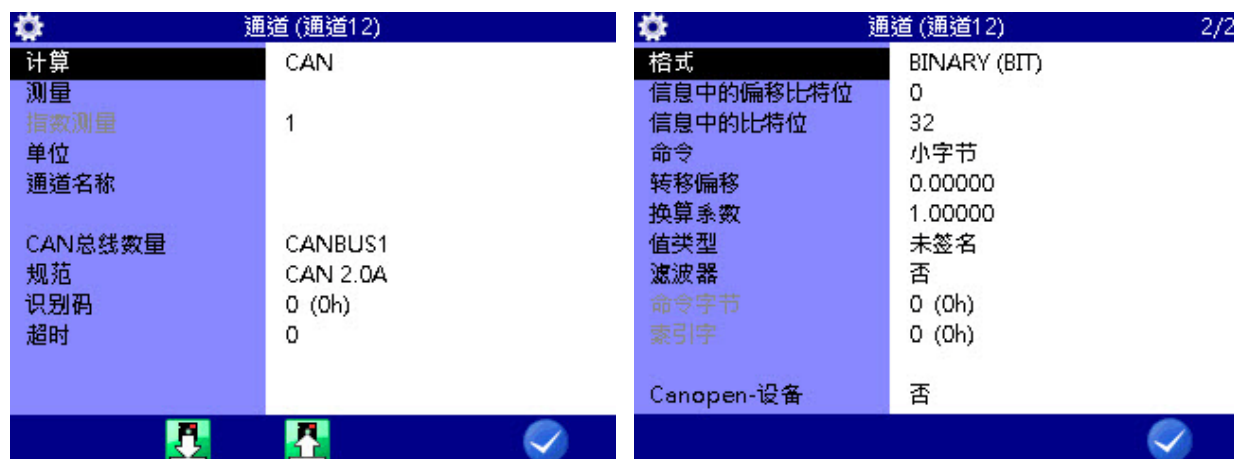 通道 (通道12)
计算 CAN
测量
指数测量 1
单位
通道名称
CAN总线数量 CANBUS1
规范 CAN 2.0A
识别码 0 (0h)
超时 0
通道 (通道12) 2/2
格式 BINARY (BIT)
信息中的偏移比特位 0
信息中的比特位 32
命令 小字节
转移偏移 0.00000
换算系数 1.00000
值类型 未签名
滤波器 否
命令字节 0 (0h)
索引字 0 (0h)
Canopen-设备 否